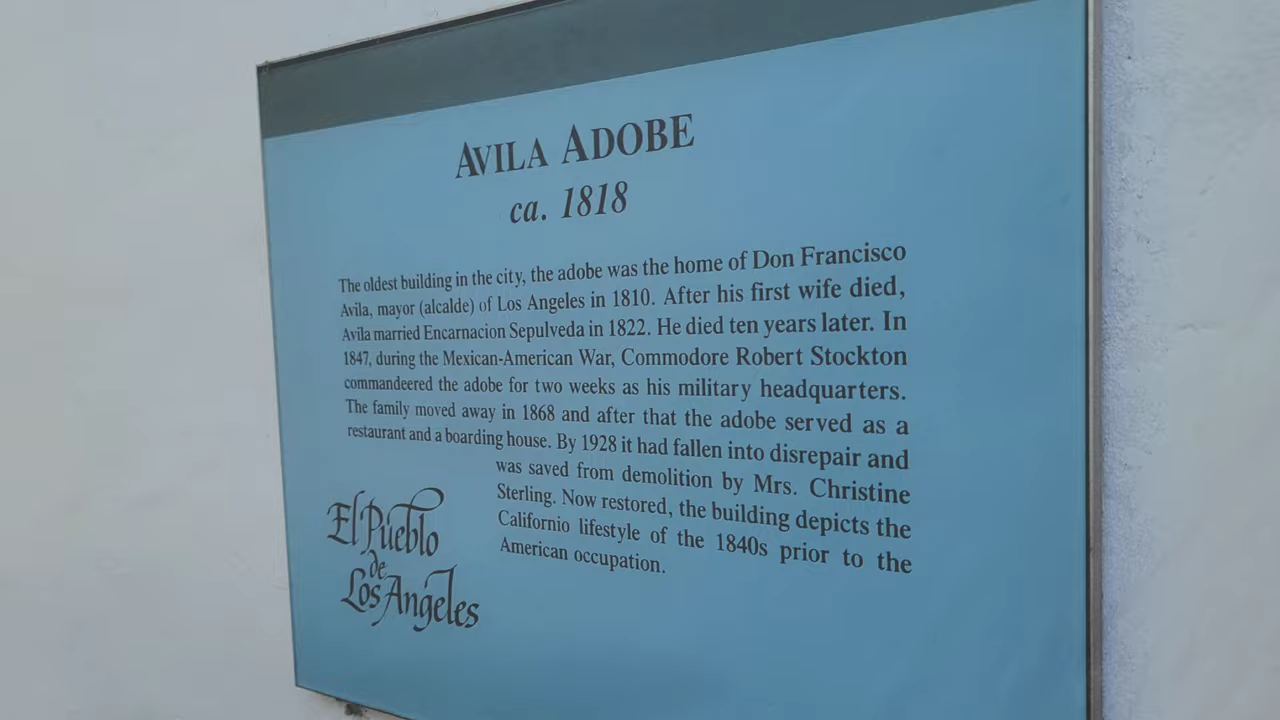 AVILA ADOBE
ca. 1818
The oldest building in the city, the adobe was the home of Don Francisco
Avila, mayor (alcalde) of Los Angeles in 1810. After his first wife died,
Avila married Encarnacion Sepulveda in 1822. He died ten years later. In
1847, during the Mexican-American War, Commodore Robert Stockton
commandeered the adobe for two weeks as his military headquarters.
The family moved away in 1868 and after that the adobe served as a
restaurant and a boarding house. By 1928 it had fallen into disrepair and
was saved from demolition by Mrs. Christine
Sterling. Now restored, the building depicts the
Californio lifestyle of the 1840s prior to the
American occupation.
El Pueblo
de
Los Angeles